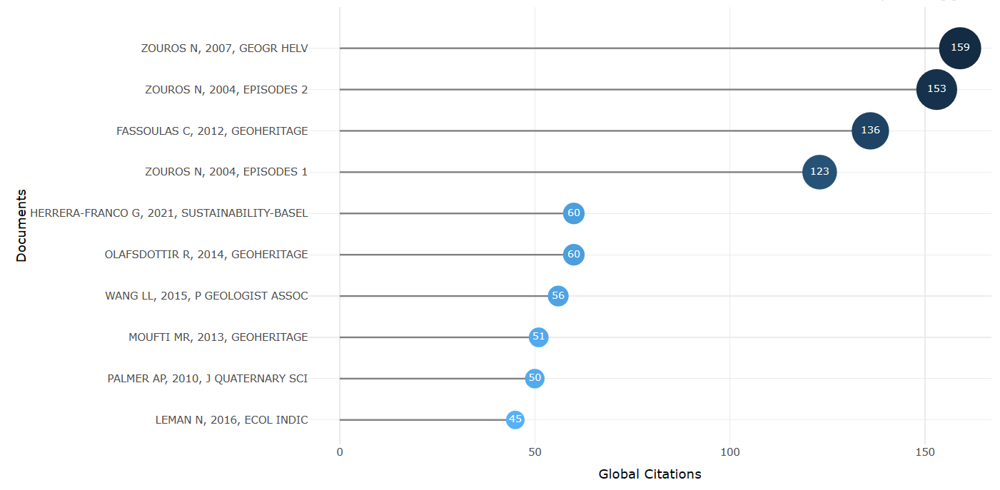 ZOUROS N, 2007, GEOGR HELV 159
ZOUROS N, 2004, EPISODES 2 153
FASSOULAS C, 2012, GEOHERITAGE 136
ZOUROS N, 2004, EPISODES 1 123
Documents
HERRERA-FRANCO G, 2021, SUSTAINABILITY-BASEL 60
OLAFSDOTTIR R, 2014, GEOHERITAGE 60
WANG LL, 2015, P GEOLOGIST ASSOC 56
MOUFTI MR, 2013, GEOHERITAGE 51
PALMER AP, 2010, J QUATERNARY SCI 50
LEMAN N, 2016, ECOL INDIC 45
0 50 100 150
Global Citations